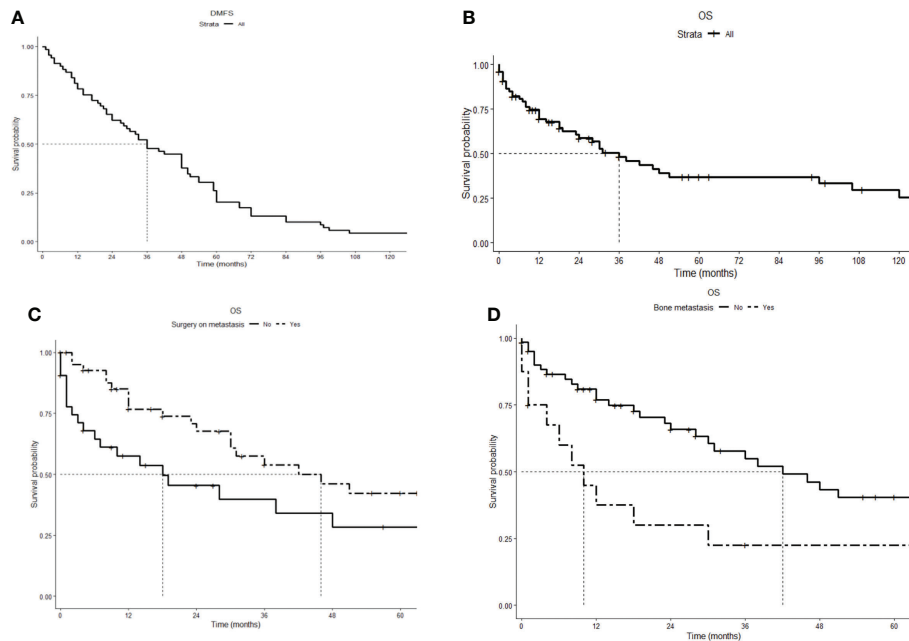 A
DMFS
Strata All
1.00
0.75
0.50
0.25
0.00
Survival probability
0 12 24 36 48 60 72 84 96 108 120
Time (months)
B
OS
Strata All
1.00
0.75
0.50
0.25
0.00
Survival probability
0 12 24 36 48 60 72 84 96 108 120
Time (months)
C
OS
Surgery on metastasis No Yes
1.00
0.75
0.50
0.25
0.00
Survival probability
0 12 24 36 48 60
Time (months)
D
OS
Bone metastasis No Yes
1.00
0.75
0.50
0.25
0.00
Survival probability
0 12 24 36 48 60
Time (months)